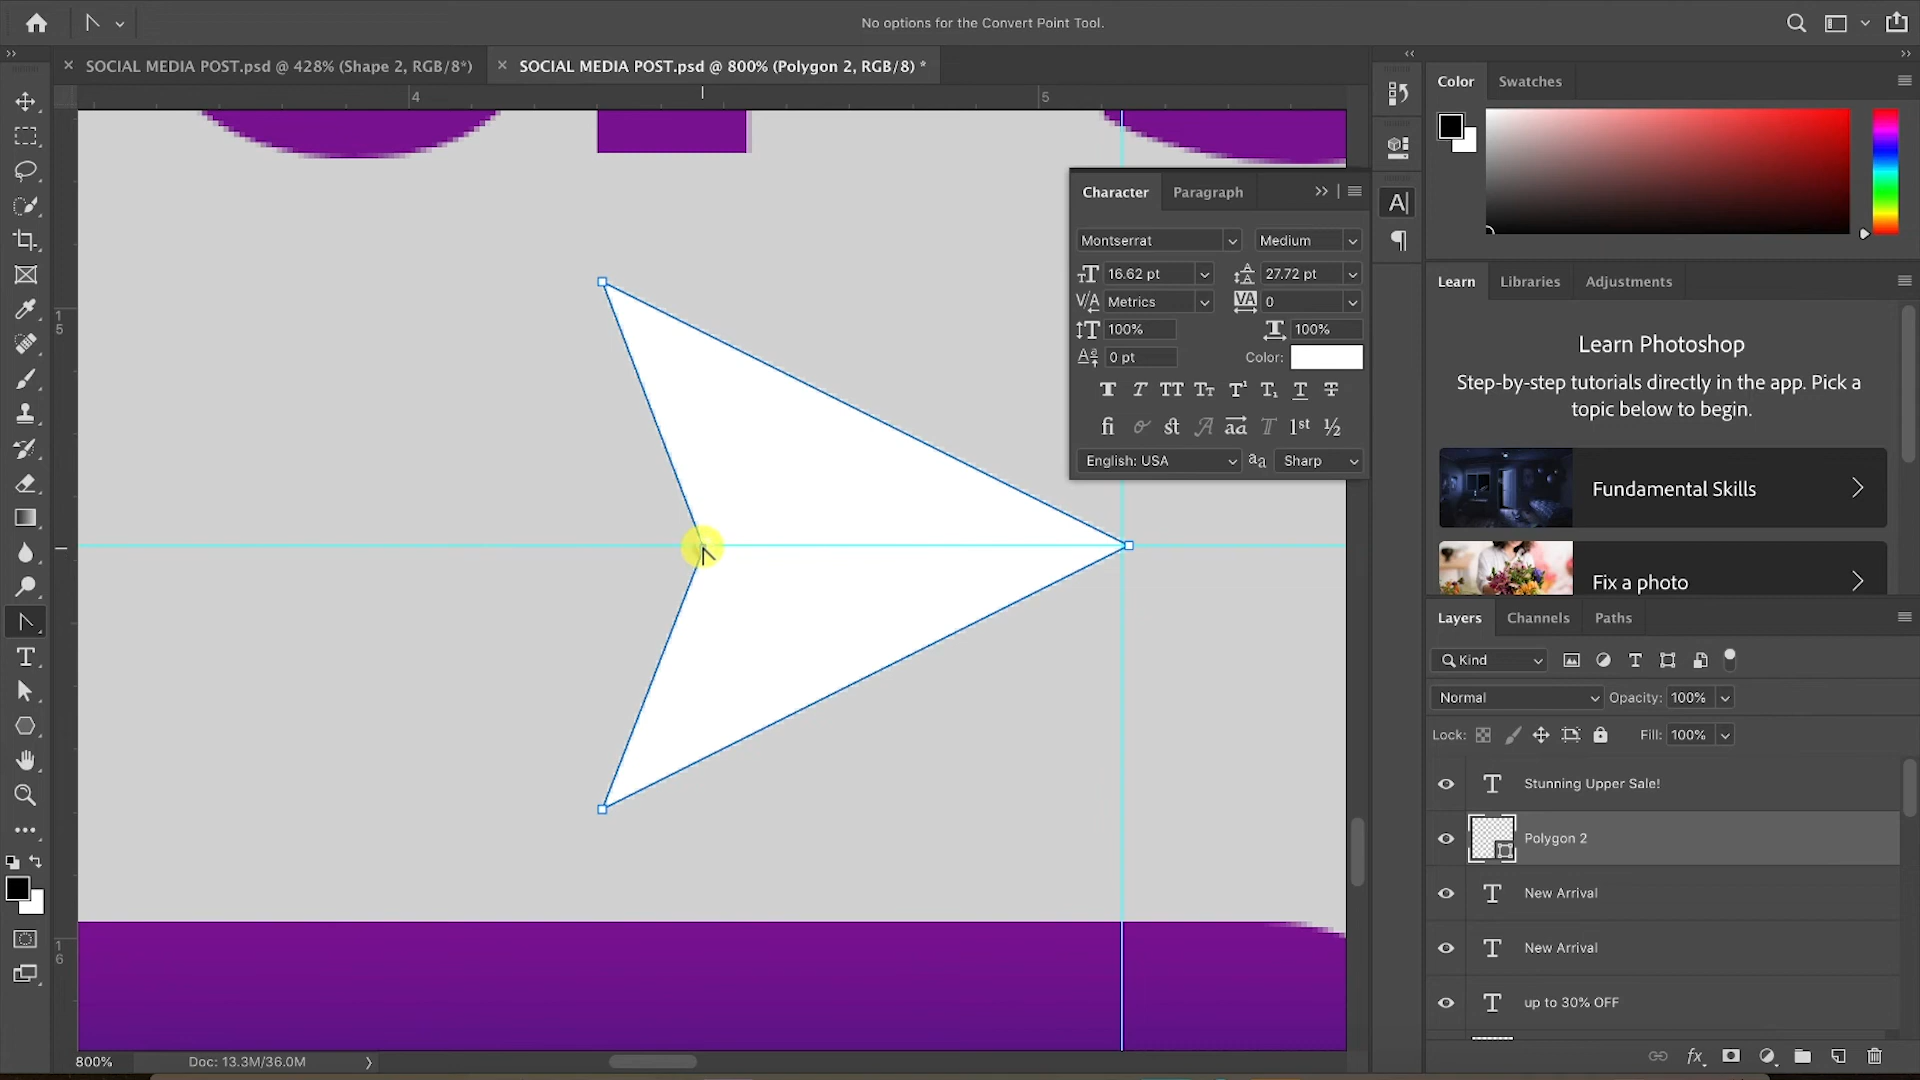 No options for the Convert Point Tool.
SOCIAL MEDIA POST.psd @ 428% (Shape 2, RGB/8*)
SOCIAL MEDIA POST.psd @ 800% (Polygon 2, RGB/8) *
4
5
Color
Swatches
Character
Paragraph
Montserrat
Medium
16.62 pt
27.72 pt
Metrics
0
100%
100%
0 pt
Color:
English: USA
Sharp
1
5
1
6
Learn
Libraries
Adjustments
Learn Photoshop
Step-by-step tutorials directly in the app. Pick a
topic below to begin.
Fundamental Skills
Fix a photo
Layers
Channels
Paths
Kind
Normal
Opacity: 100%
Lock:
Fill: 100%
Stunning Upper Sale!
Polygon 2
New Arrival
New Arrival
up to 30% OFF
800%
Doc: 13.3M/36.0M